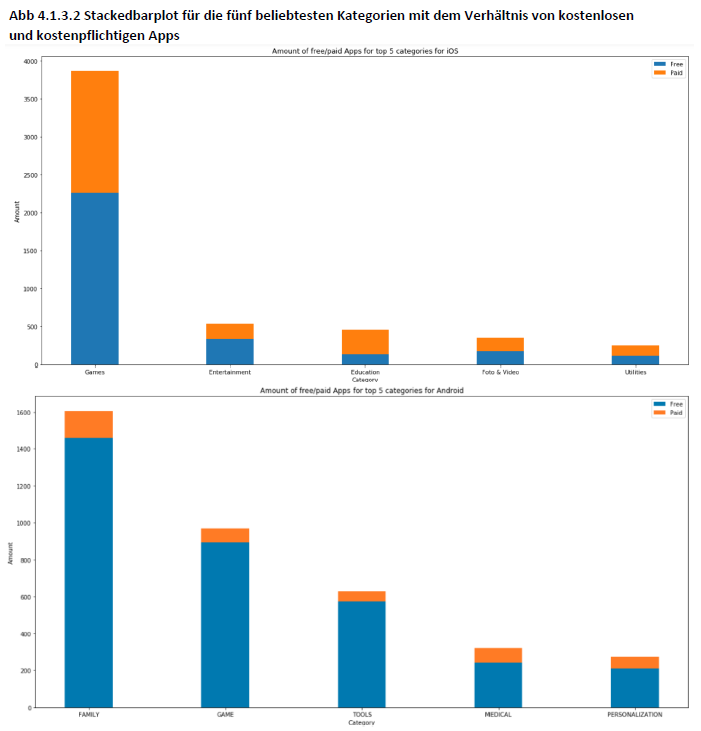 Abb 4.1.3.2 Stackedbarplot für die fünf beliebtesten Kategorien mit dem Verhältnis von kostenlosen
und kostenpflichtigen Apps
Amount of free/paid Apps for top 5 categories for iOS
Free
Paid
4000
3500
3000
2500
2000
1500
1000
500
0
Amount
Games
Entertainment
Education
Foto & Video
Utilities
Category
Amount of free/paid Apps for top 5 categories for Android
Free
Paid
1600
1400
1200
1000
800
600
400
200
0
Amount
FAMILY
GAME
TOOLS
MEDICAL
PERSONALIZATION
Category